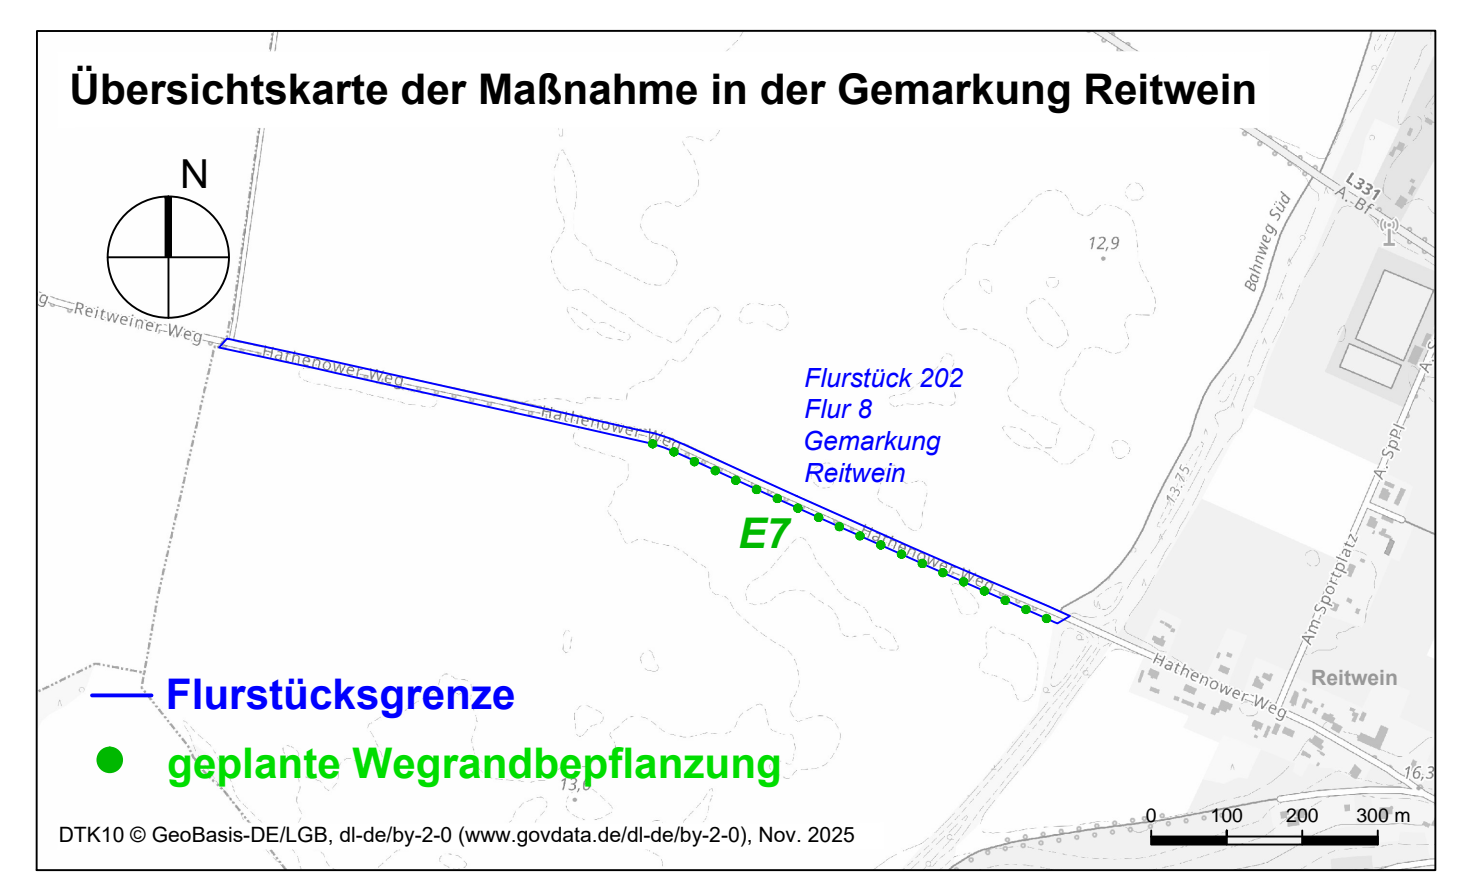 Übersichtskarte der Maßnahme in der Gemarkung Reitwein
N
L331
A.-Bf
Bahnweg Süd
12,9
Reitweiner-Weg
Hathenower-Weg
Hathenower-Weg
Flurstück 202
Flur 8
Gemarkung
Reitwein
A.-SpPl
13.75
E7
Hathenower-Weg
Am-Sportplatz
Hathenower-Weg
Reitwein
Flurstücksgrenze
geplante Wegrandbepflanzung
13,0
16,3
0 100 200 300 m
DTK10 © GeoBasis-DE/LGB, dl-de/by-2-0 (www.govdata.de/dl-de/by-2-0), Nov. 2025